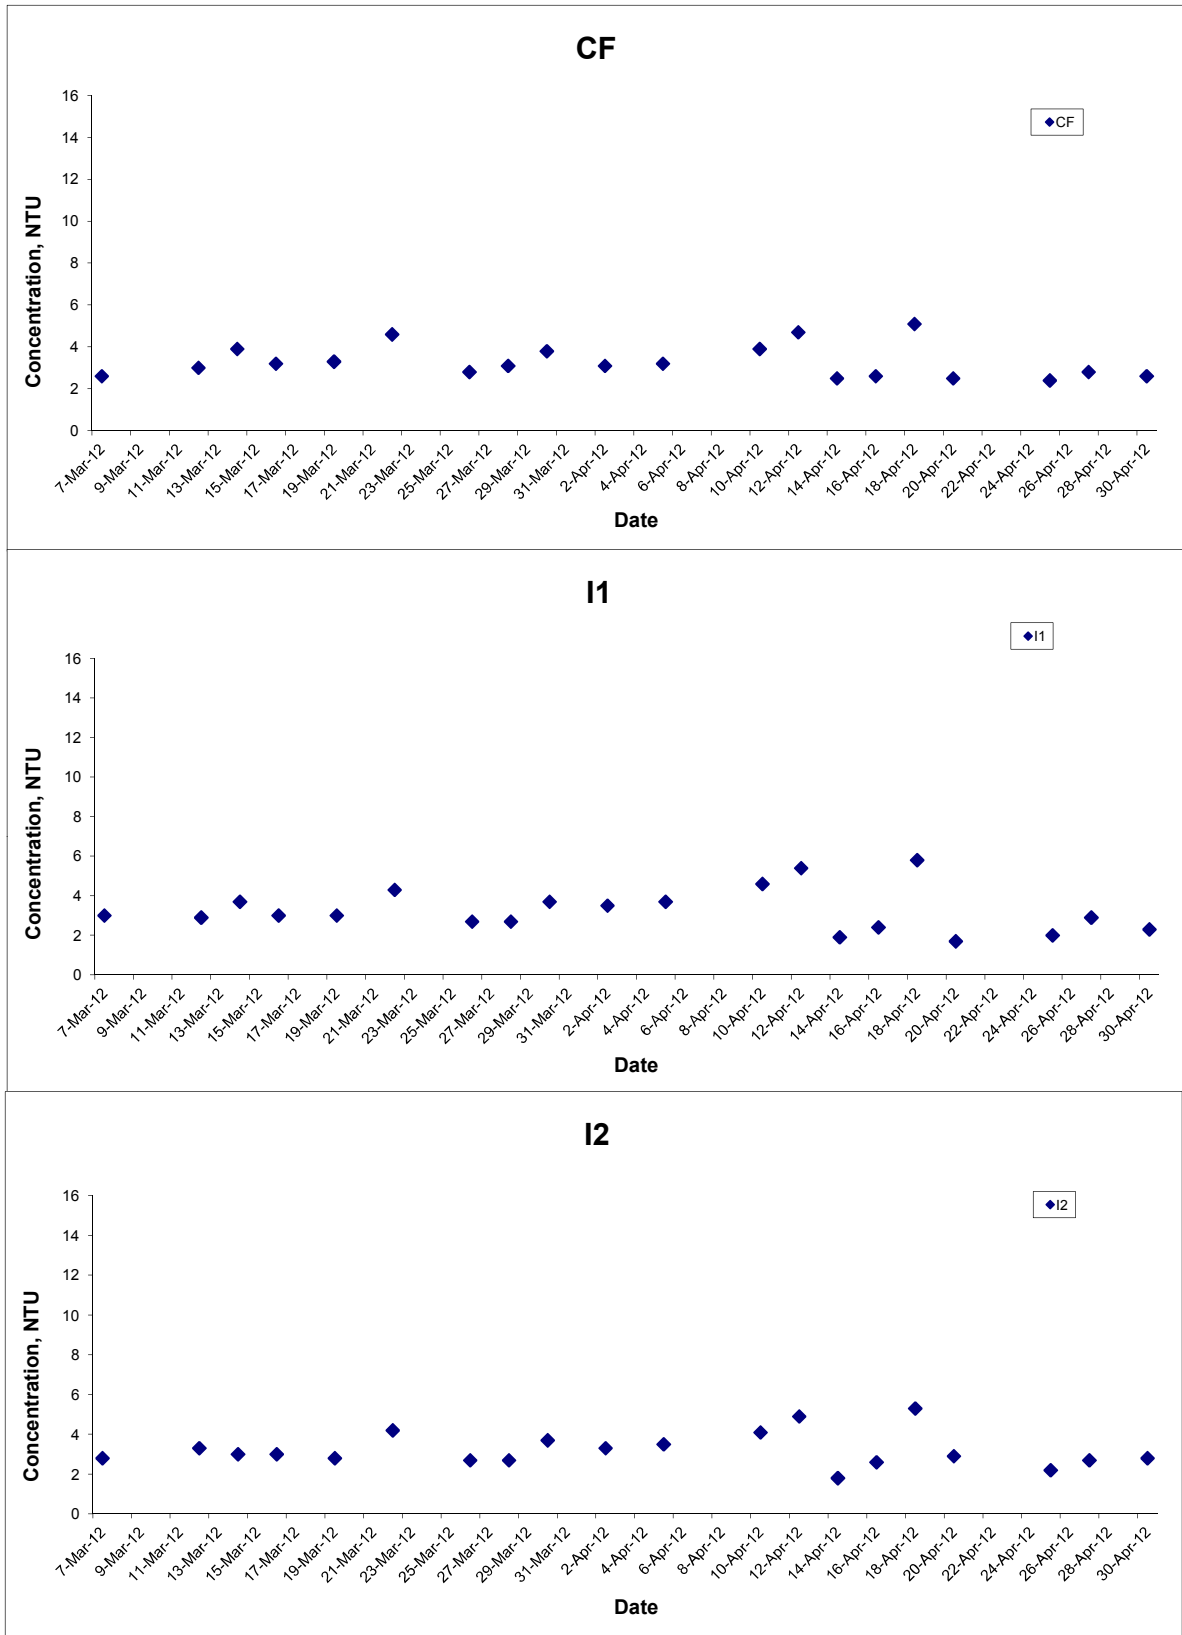 CF
16
14
12
10
8
6
4
2
0
Concentration, NTU
CF
7-Mar-12
9-Mar-12
11-Mar-12
13-Mar-12
15-Mar-12
17-Mar-12
19-Mar-12
21-Mar-12
23-Mar-12
25-Mar-12
27-Mar-12
29-Mar-12
31-Mar-12
2-Apr-12
4-Apr-12
6-Apr-12
8-Apr-12
10-Apr-12
12-Apr-12
14-Apr-12
16-Apr-12
18-Apr-12
20-Apr-12
22-Apr-12
24-Apr-12
26-Apr-12
28-Apr-12
30-Apr-12
Date
I1
16
14
12
10
8
6
4
2
0
Concentration, NTU
I1
7-Mar-12
9-Mar-12
11-Mar-12
13-Mar-12
15-Mar-12
17-Mar-12
19-Mar-12
21-Mar-12
23-Mar-12
25-Mar-12
27-Mar-12
29-Mar-12
31-Mar-12
2-Apr-12
4-Apr-12
6-Apr-12
8-Apr-12
10-Apr-12
12-Apr-12
14-Apr-12
16-Apr-12
18-Apr-12
20-Apr-12
22-Apr-12
24-Apr-12
26-Apr-12
28-Apr-12
30-Apr-12
Date
I2
16
14
12
10
8
6
4
2
0
Concentration, NTU
I2
7-Mar-12
9-Mar-12
11-Mar-12
13-Mar-12
15-Mar-12
17-Mar-12
19-Mar-12
21-Mar-12
23-Mar-12
25-Mar-12
27-Mar-12
29-Mar-12
31-Mar-12
2-Apr-12
4-Apr-12
6-Apr-12
8-Apr-12
10-Apr-12
12-Apr-12
14-Apr-12
16-Apr-12
18-Apr-12
20-Apr-12
22-Apr-12
24-Apr-12
26-Apr-12
28-Apr-12
30-Apr-12
Date